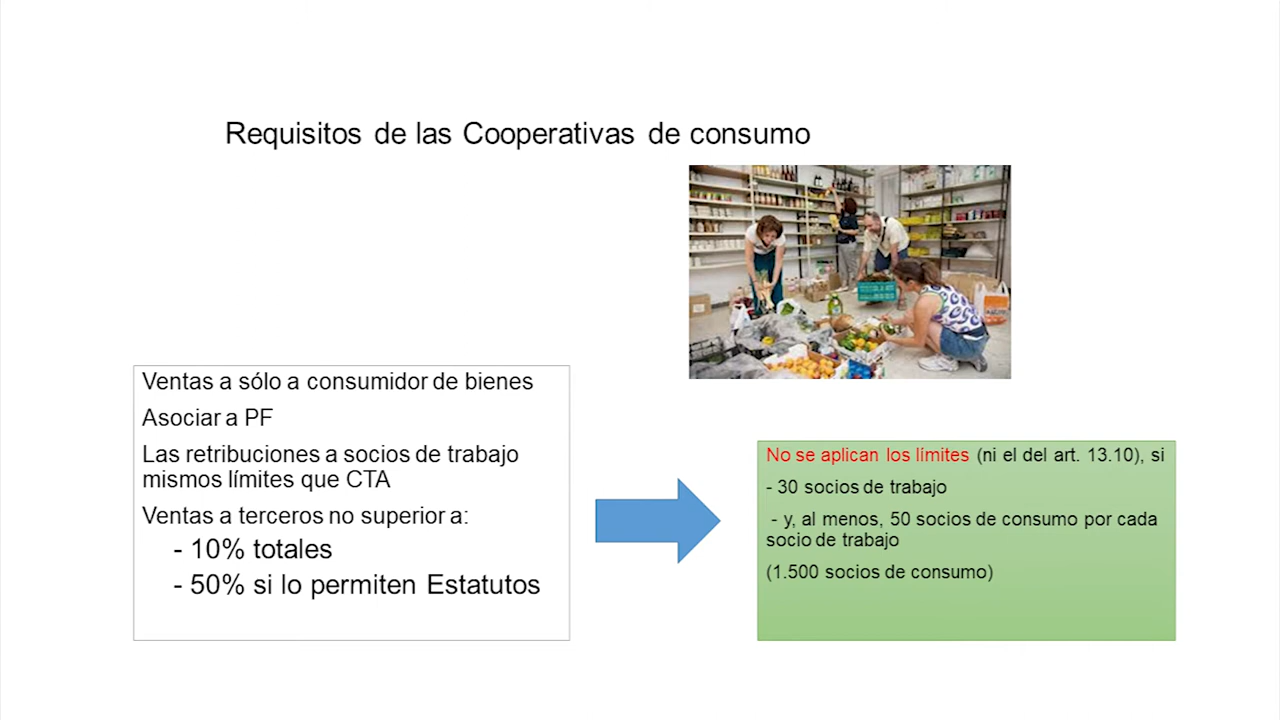 Requisitos de las Cooperativas de consumo
Ventas a sólo a consumidor de bienes
Asociar a PF
Las retribuciones a socios de trabajo
mismos límites que CTA
Ventas a terceros no superior a:
- 10% totales
- 50% si lo permiten Estatutos
No se aplican los límites (ni el del art. 13.10), si
- 30 socios de trabajo
- y, al menos, 50 socios de consumo por cada
socio de trabajo
(1.500 socios de consumo)